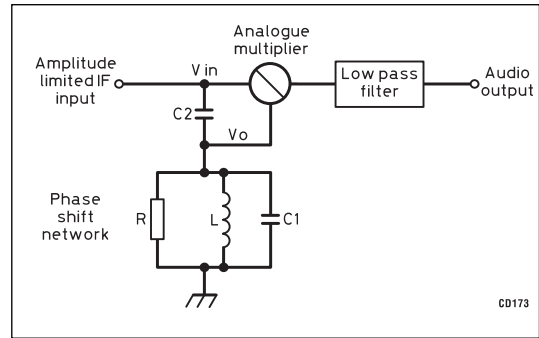 Analogue
multiplier
Amplitude
limited IF
input
V in
Low pass
filter
Audio
output
C2
Vo
Phase
shift
network
R
L
C1
CD173